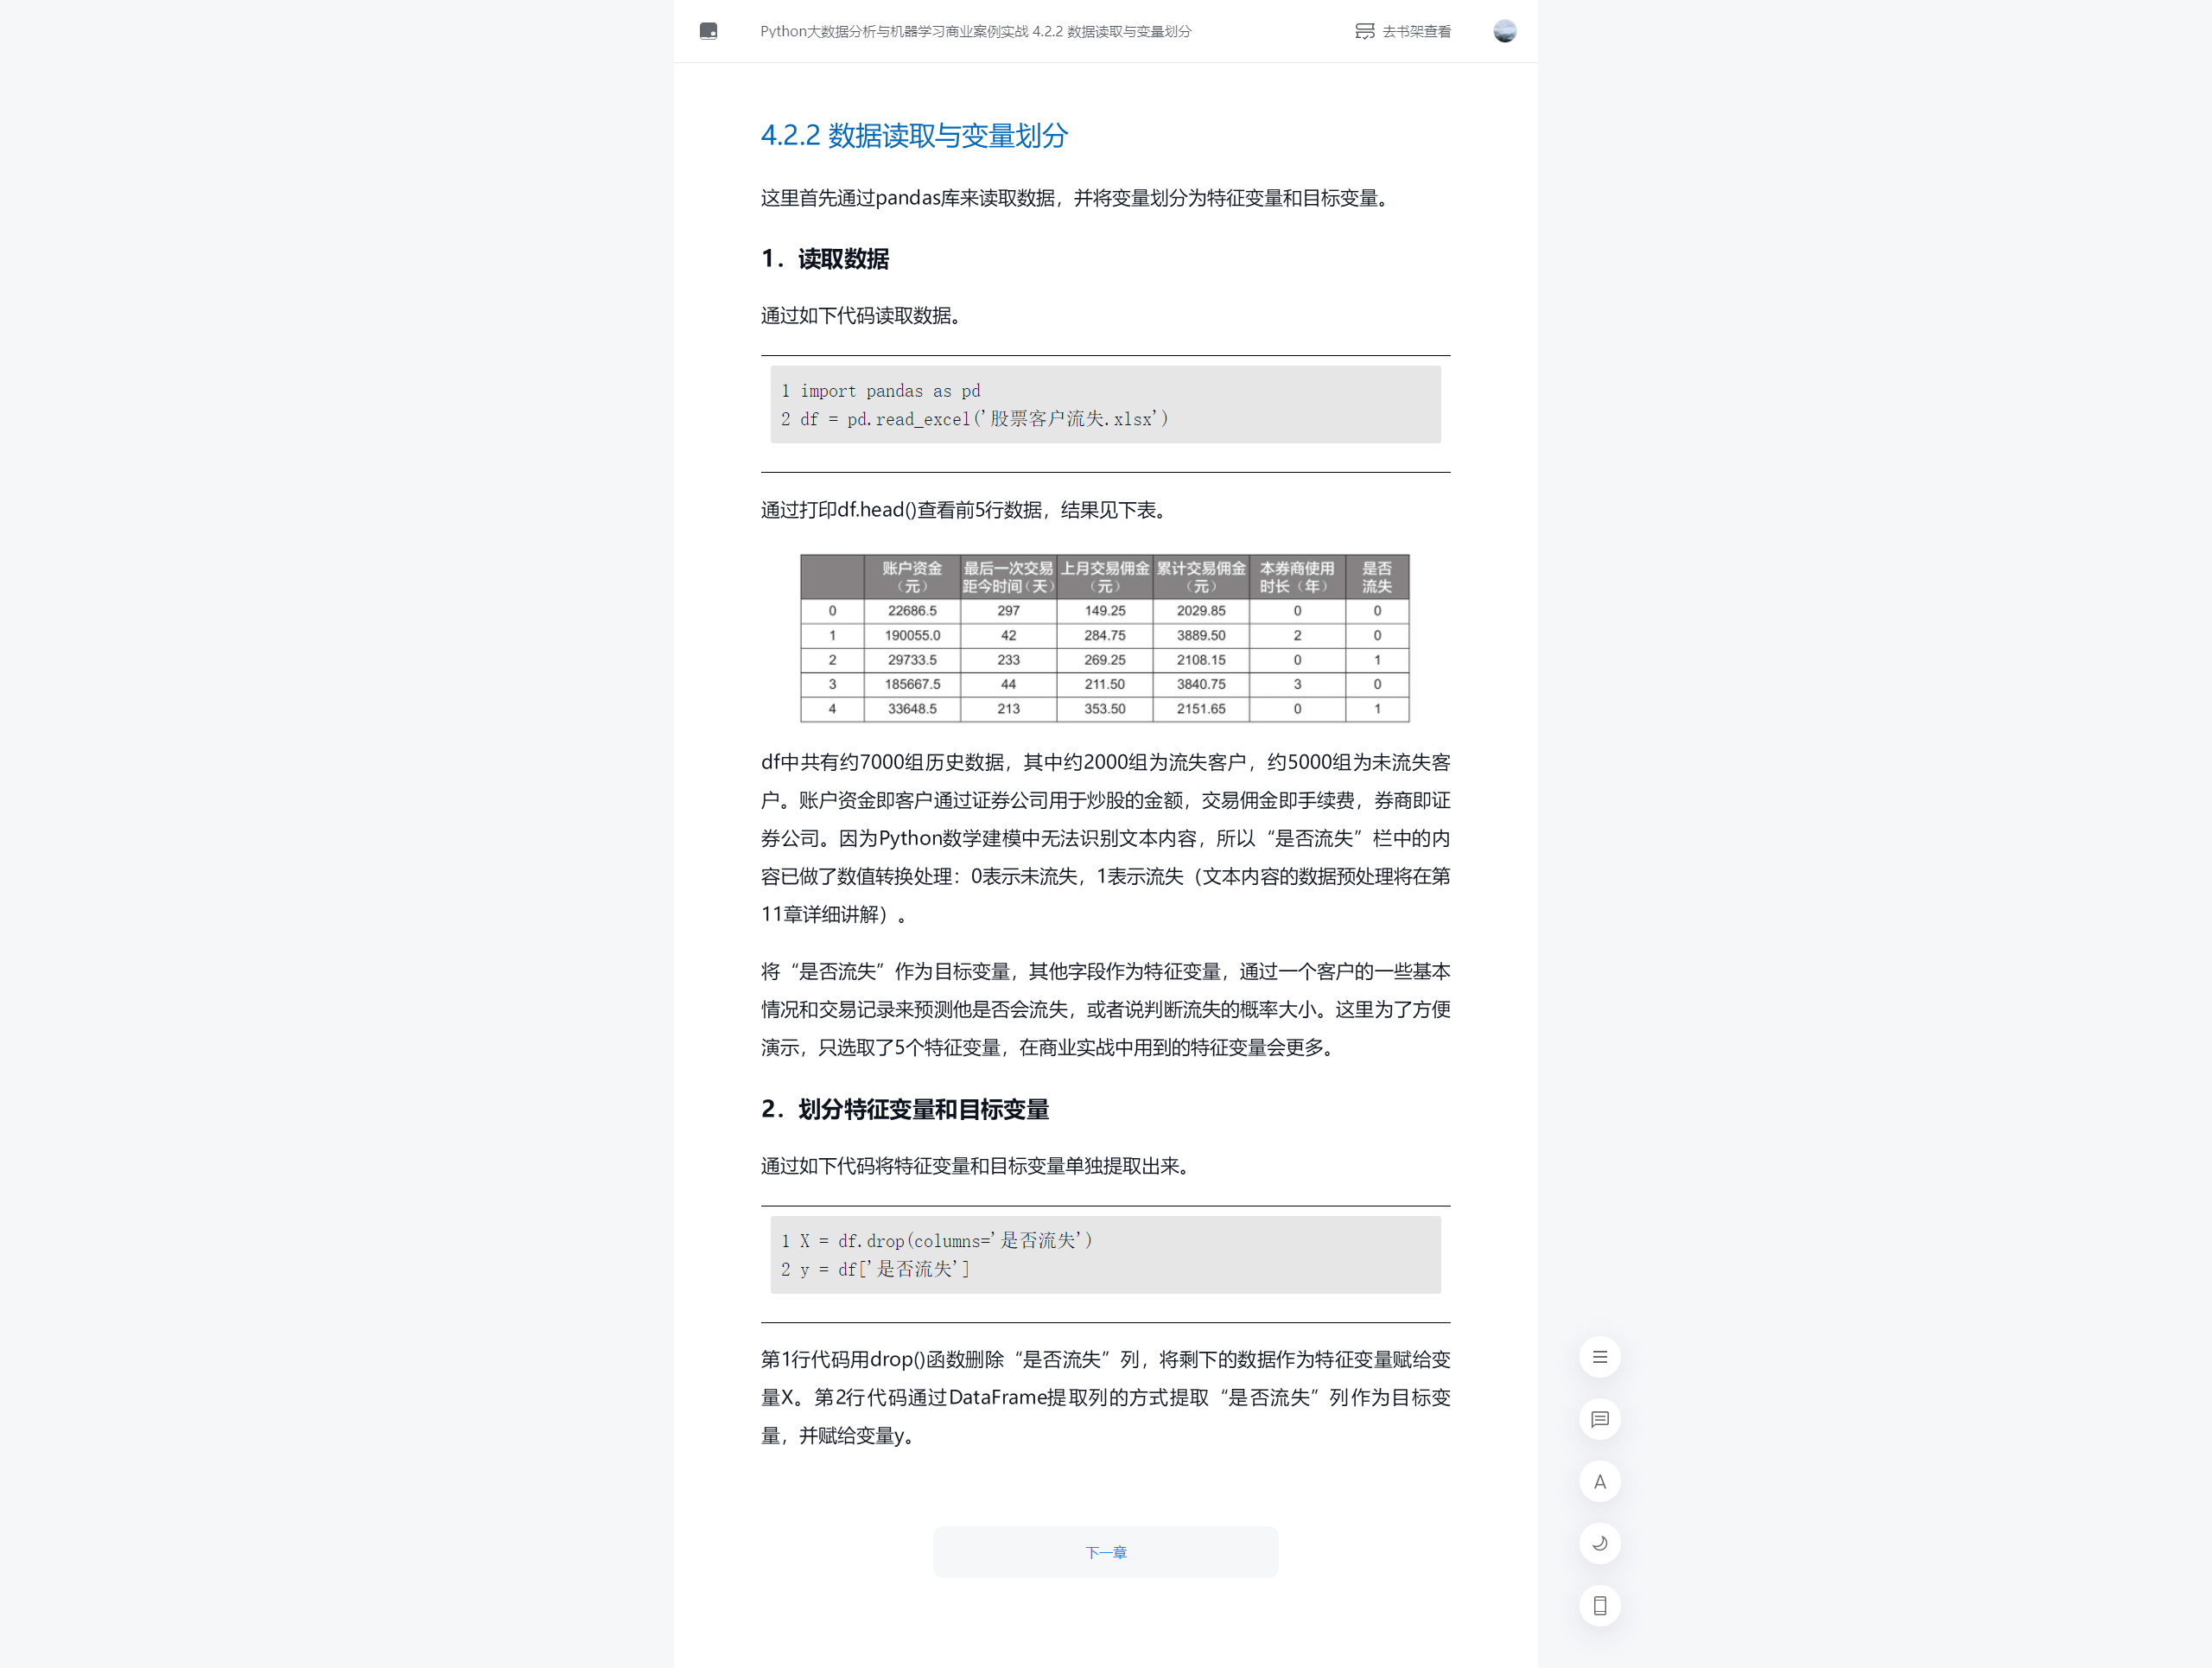 Python大数据分析与机器学习商业案例实战 4.2.2 数据读取与变量划分
去书架查看
4.2.2 数据读取与变量划分
这里首先通过pandas库来读取数据，并将变量划分为特征变量和目标变量。
1．读取数据
通过如下代码读取数据。
1 import pandas as pd
2 df = pd.read_excel('股票客户流失.xlsx')
通过打印df.head()查看前5行数据，结果见下表。
账户资金（元） 最后一次交易距今时间（天） 上月交易佣金（元） 累计交易佣金（元） 本券商使用时长（年） 是否流失
0 22686.5 297 149.25 2029.85 0 0
1 190055.0 42 284.75 3889.50 2 0
2 29733.5 233 269.25 2108.15 0 1
3 185667.5 44 211.50 3840.75 3 0
4 33648.5 213 353.50 2151.65 0 1
df中共有约7000组历史数据，其中约2000组为流失客户，约5000组为未流失客
户。账户资金即客户通过证券公司用于炒股的金额，交易佣金即手续费，券商即证
券公司。因为Python数学建模中无法识别文本内容，所以“是否流失”栏中的内
容已做了数值转换处理：0表示未流失，1表示流失（文本内容的数据预处理将在第
11章详细讲解）。
将“是否流失”作为目标变量，其他字段作为特征变量，通过一个客户的一些基本
情况和交易记录来预测他是否会流失，或者说判断流失的概率大小。这里为了方便
演示，只选取了5个特征变量，在商业实战中用到的特征变量会更多。
2．划分特征变量和目标变量
通过如下代码将特征变量和目标变量单独提取出来。
1 X = df.drop(columns='是否流失')
2 y = df['是否流失']
第1行代码用drop()函数删除“是否流失”列，将剩下的数据作为特征变量赋给变
量X。第2行代码通过DataFrame提取列的方式提取“是否流失”列作为目标变
量，并赋给变量y。
下一章
A